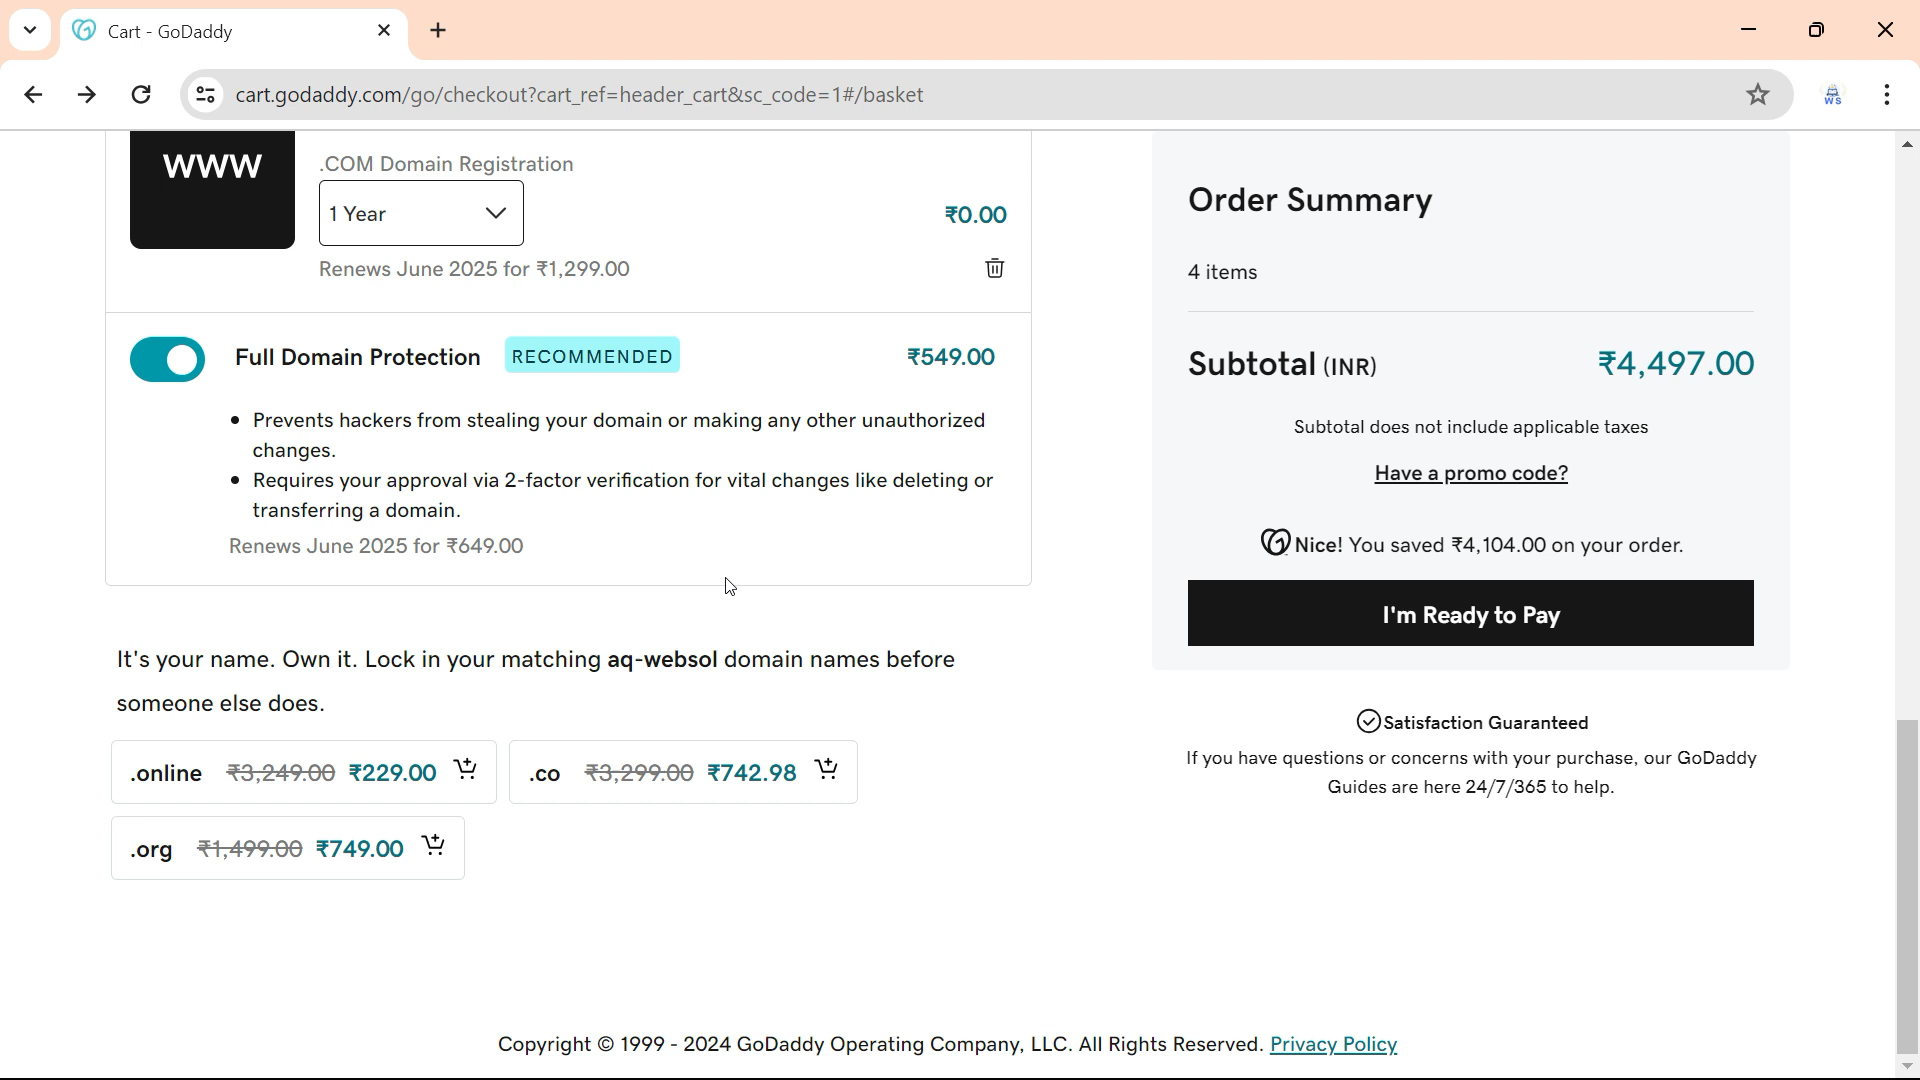 Cart - GoDaddy
cart.godaddy.com/go/checkout?cart_ref=header_cart&sc_code=1#/basket
WS
WWW
.COM Domain Registration
1 Year
₹0.00
Renews June 2025 for ₹1,299.00
Full Domain Protection RECOMMENDED ₹549.00
• Prevents hackers from stealing your domain or making any other unauthorized
changes.
• Requires your approval via 2-factor verification for vital changes like deleting or
transferring a domain.
Renews June 2025 for ₹649.00
It's your name. Own it. Lock in your matching aq-websol domain names before
someone else does.
.online ₹3,249.00 ₹229.00
.co ₹3,299.00 ₹742.98
.org ₹1,499.00 ₹749.00
Order Summary
4 items
Subtotal (INR) ₹4,497.00
Subtotal does not include applicable taxes
Have a promo code?
Nice! You saved ₹4,104.00 on your order.
I'm Ready to Pay
Satisfaction Guaranteed
If you have questions or concerns with your purchase, our GoDaddy
Guides are here 24/7/365 to help.
Copyright © 1999 - 2024 GoDaddy Operating Company, LLC. All Rights Reserved. Privacy Policy